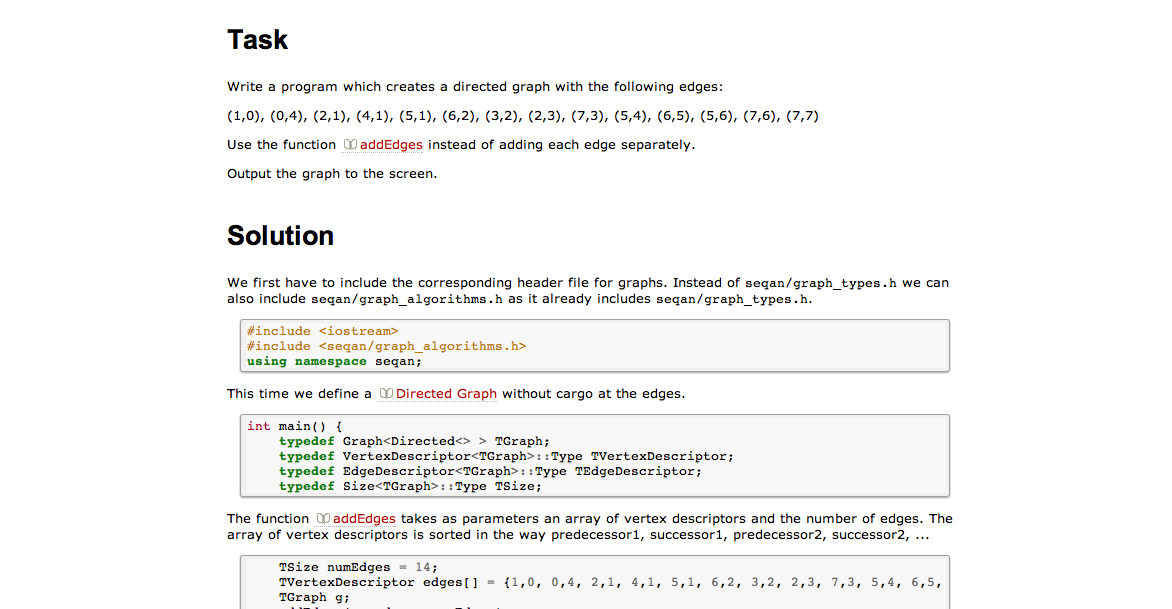 Task
Write a program which creates a directed graph with the following edges:
(1,0), (0,4), (2,1), (4,1), (5,1), (6,2), (3,2), (2,3), (7,3), (5,4), (6,5), (5,6), (7,6), (7,7)
Use the function addEdges instead of adding each edge separately.
Output the graph to the screen.
Solution
We first have to include the corresponding header file for graphs. Instead of seqan/graph_types.h we can
also include seqan/graph_algorithms.h as it already includes seqan/graph_types.h.
#include <iostream>
#include <seqan/graph_algorithms.h>
using namespace seqan;
This time we define a Directed Graph without cargo at the edges.
int main() {
    typedef Graph<Directed<> > TGraph;
    typedef VertexDescriptor<TGraph>::Type TVertexDescriptor;
    typedef EdgeDescriptor<TGraph>::Type TEdgeDescriptor;
    typedef Size<TGraph>::Type TSize;
The function addEdges takes as parameters an array of vertex descriptors and the number of edges. The
array of vertex descriptors is sorted in the way predecessor1, successor1, predecessor2, successor2, ...
    TSize numEdges = 14;
    TVertexDescriptor edges[] = {1,0, 0,4, 2,1, 4,1, 5,1, 6,2, 3,2, 2,3, 7,3, 5,4, 6,5,
    TGraph g;